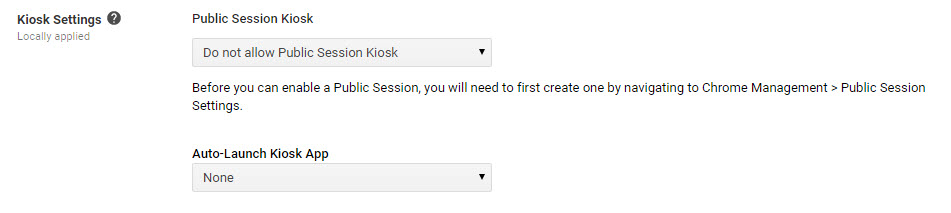 Kiosk Settings
Locally applied
Public Session Kiosk
Do not allow Public Session Kiosk
Before you can enable a Public Session, you will need to first create one by navigating to Chrome Management > Public Session
Settings.
Auto-Launch Kiosk App
None